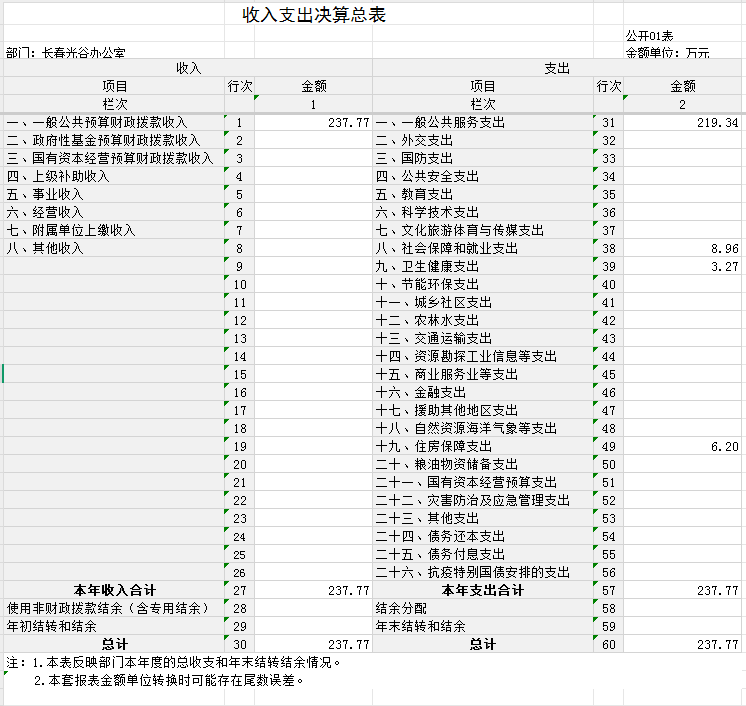 收入支出决算总表
公开01表
部门：长春光谷办公室 金额单位：万元
收入 支出
项目 行次 金额 项目 行次 金额
栏次 1 栏次 2
一、一般公共预算财政拨款收入 1 237.77 一、一般公共服务支出 31 219.34
二、政府性基金预算财政拨款收入 2 二、外交支出 32
三、国有资本经营预算财政拨款收入 3 三、国防支出 33
四、上级补助收入 4 四、公共安全支出 34
五、事业收入 5 五、教育支出 35
六、经营收入 6 六、科学技术支出 36
七、附属单位上缴收入 7 七、文化旅游体育与传媒支出 37
八、其他收入 8 八、社会保障和就业支出 38 8.96
9 九、卫生健康支出 39 3.27
10 十、节能环保支出 40
11 十一、城乡社区支出 41
12 十二、农林水支出 42
13 十三、交通运输支出 43
14 十四、资源勘探工业信息等支出 44
15 十五、商业服务业等支出 45
16 十六、金融支出 46
17 十七、援助其他地区支出 47
18 十八、自然资源海洋气象等支出 48
19 十九、住房保障支出 49 6.20
20 二十、粮油物资储备支出 50
21 二十一、国有资本经营预算支出 51
22 二十二、灾害防治及应急管理支出 52
23 二十三、其他支出 53
24 二十四、债务还本支出 54
25 二十五、债务付息支出 55
26 二十六、抗疫特别国债安排的支出 56
本年收入合计 27 237.77 本年支出合计 57 237.77
使用非财政拨款结余（含专用结余） 28 结余分配 58
年初结转和结余 29 年末结转和结余 59
总计 30 237.77 总计 60 237.77
注：1.本表反映部门本年度的总收支和年末结转结余情况。
2.本套报表金额单位转换时可能存在尾数误差。